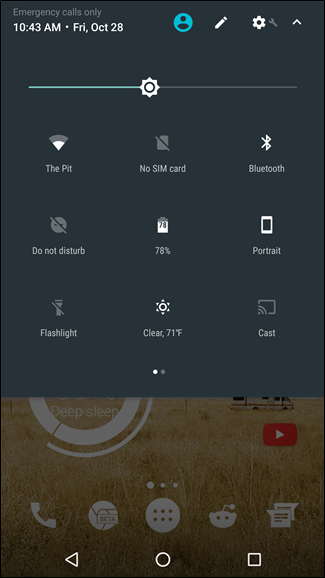 Emergency calls only
10:43 AM • Fri, Oct 28
The Pit
No SIM card
Bluetooth
Do not disturb
78
78%
Portrait
Flashlight
Clear, 71°F
Cast
Deep sleep
BETA